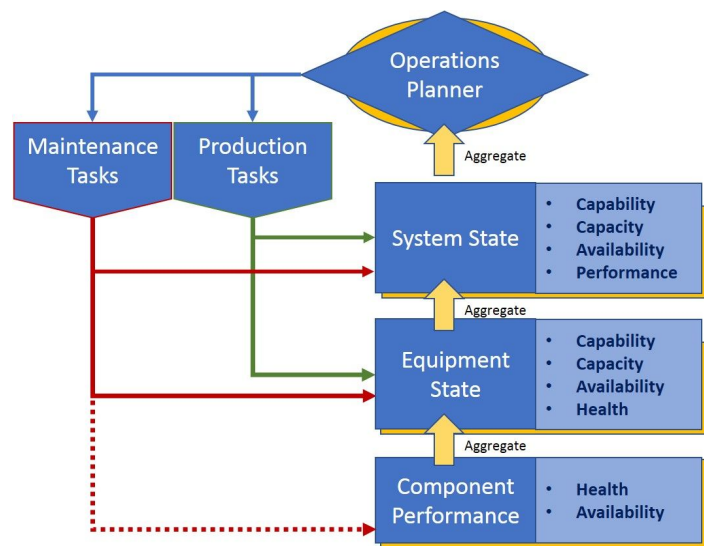 Operations
Planner
Maintenance
Tasks
Production
Tasks
Aggregate
System State
• Capability
• Capacity
• Availability
• Performance
Aggregate
Equipment
State
• Capability
• Capacity
• Availability
• Health
Aggregate
Component
Performance
• Health
• Availability